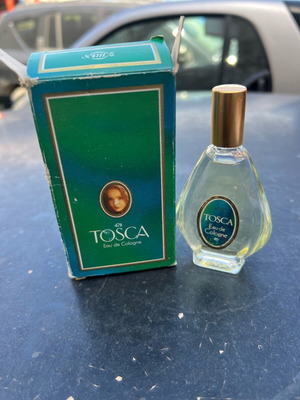 4711
TOSCA
Eau de Cologne
TOSCA
Eau de
Cologne
4711